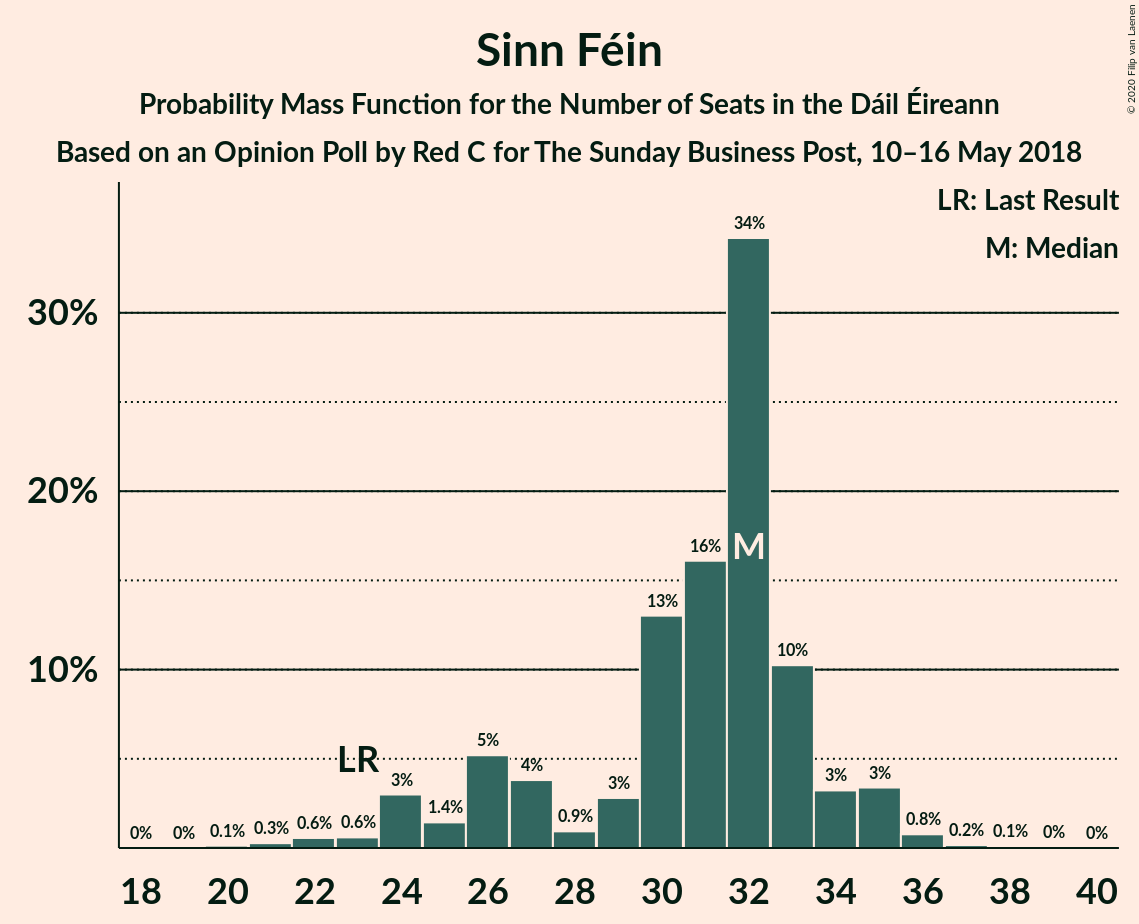 Sinn Féin
Probability Mass Function for the Number of Seats in the Dáil Éireann
Based on an Opinion Poll by Red C for The Sunday Business Post, 10–16 May 2018
© 2020 Filip van Laenen
LR: Last Result
M: Median
30%
20%
10%
0% 0% 0.1% 0.3% 0.6% 0.6% 3% 1.4% 5% 4% 0.9% 3% 13% 16% 34% 10% 3% 3% 0.8% 0.2% 0.1% 0% 0%
LR
M
18 20 22 24 26 28 30 32 34 36 38 40